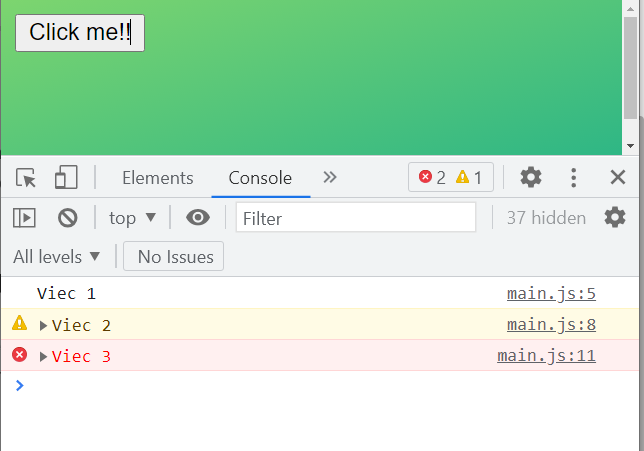 Click me!!
Elements Console 2 1
top Filter 37 hidden
All levels No Issues
Viec 1 main.js:5
Viec 2 main.js:8
Viec 3 main.js:11